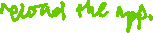 reload the app.